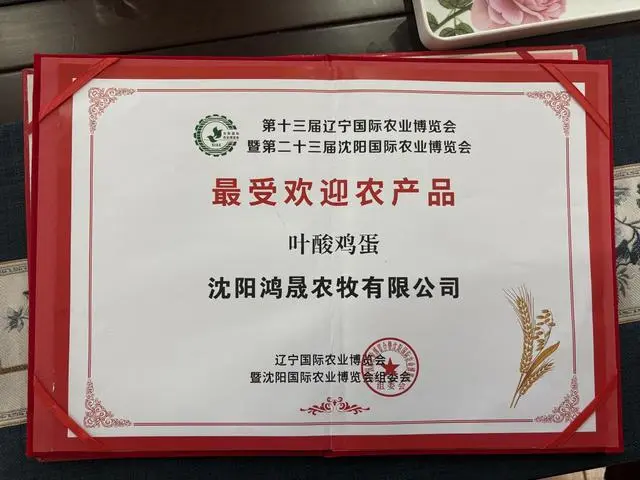 第十三届辽宁国际农业博览会
暨第二十三届沈阳国际农业博览会
最受欢迎农产品
叶酸鸡蛋
沈阳鸿晟农牧有限公司
辽宁国际农业博览会
暨沈阳国际农业博览会组委会
组委会